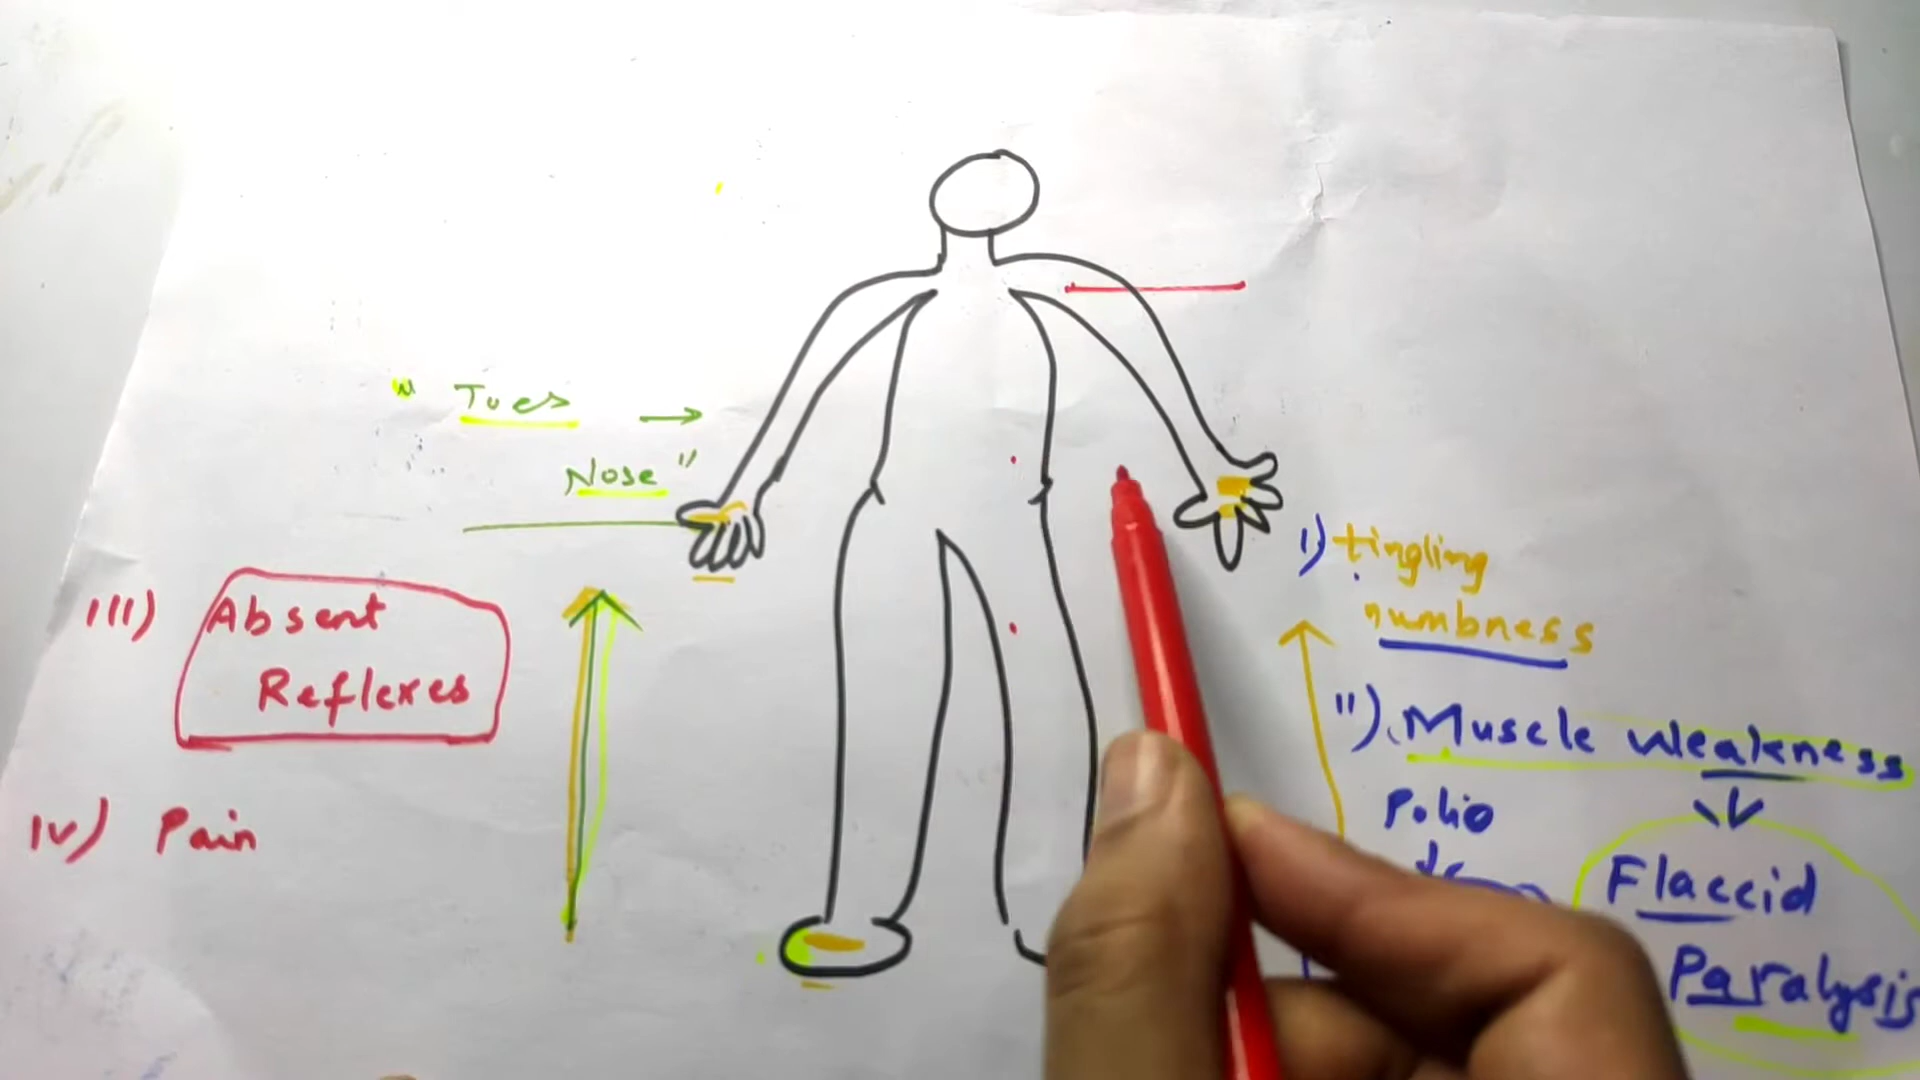 " Toes →
Nose "
III) Absent
Reflexes
IV) Pain
I) tingling
numbness
II). Muscle weakness
Polio
Flaccid
Paralysis